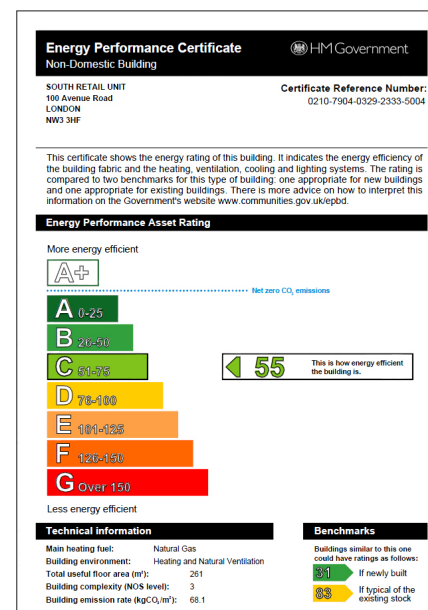 Energy Performance Certificate
Non-Domestic Building
HM Government
SOUTH RETAIL UNIT
100 Avenue Road
LONDON
NW3 3HF
Certificate Reference Number:
0210-7904-0329-2333-5004
This certificate shows the energy rating of this building. It indicates the energy efficiency of
the building fabric and the heating, ventilation, cooling and lighting systems. The rating is
compared to two benchmarks for this type of building: one appropriate for new buildings
and one appropriate for existing buildings. There is more advice on how to interpret this
information on the Government's website www.communities.gov.uk/epbd.
Energy Performance Asset Rating
More energy efficient
A+
Net zero CO₂ emissions
A 0-25
B 26-50
C 51-75
55
This is how energy efficient
the building is.
D 76-100
E 101-125
F 126-150
G Over 150
Less energy efficient
Technical information
Main heating fuel: Natural Gas
Building environment: Heating and Natural Ventilation
Total useful floor area (m²): 261
Building complexity (NOS level): 3
Building emission rate (kgCO₂/m²): 68.1
Benchmarks
Buildings similar to this one
could have ratings as follows:
31 If newly built
83 If typical of the
existing stock